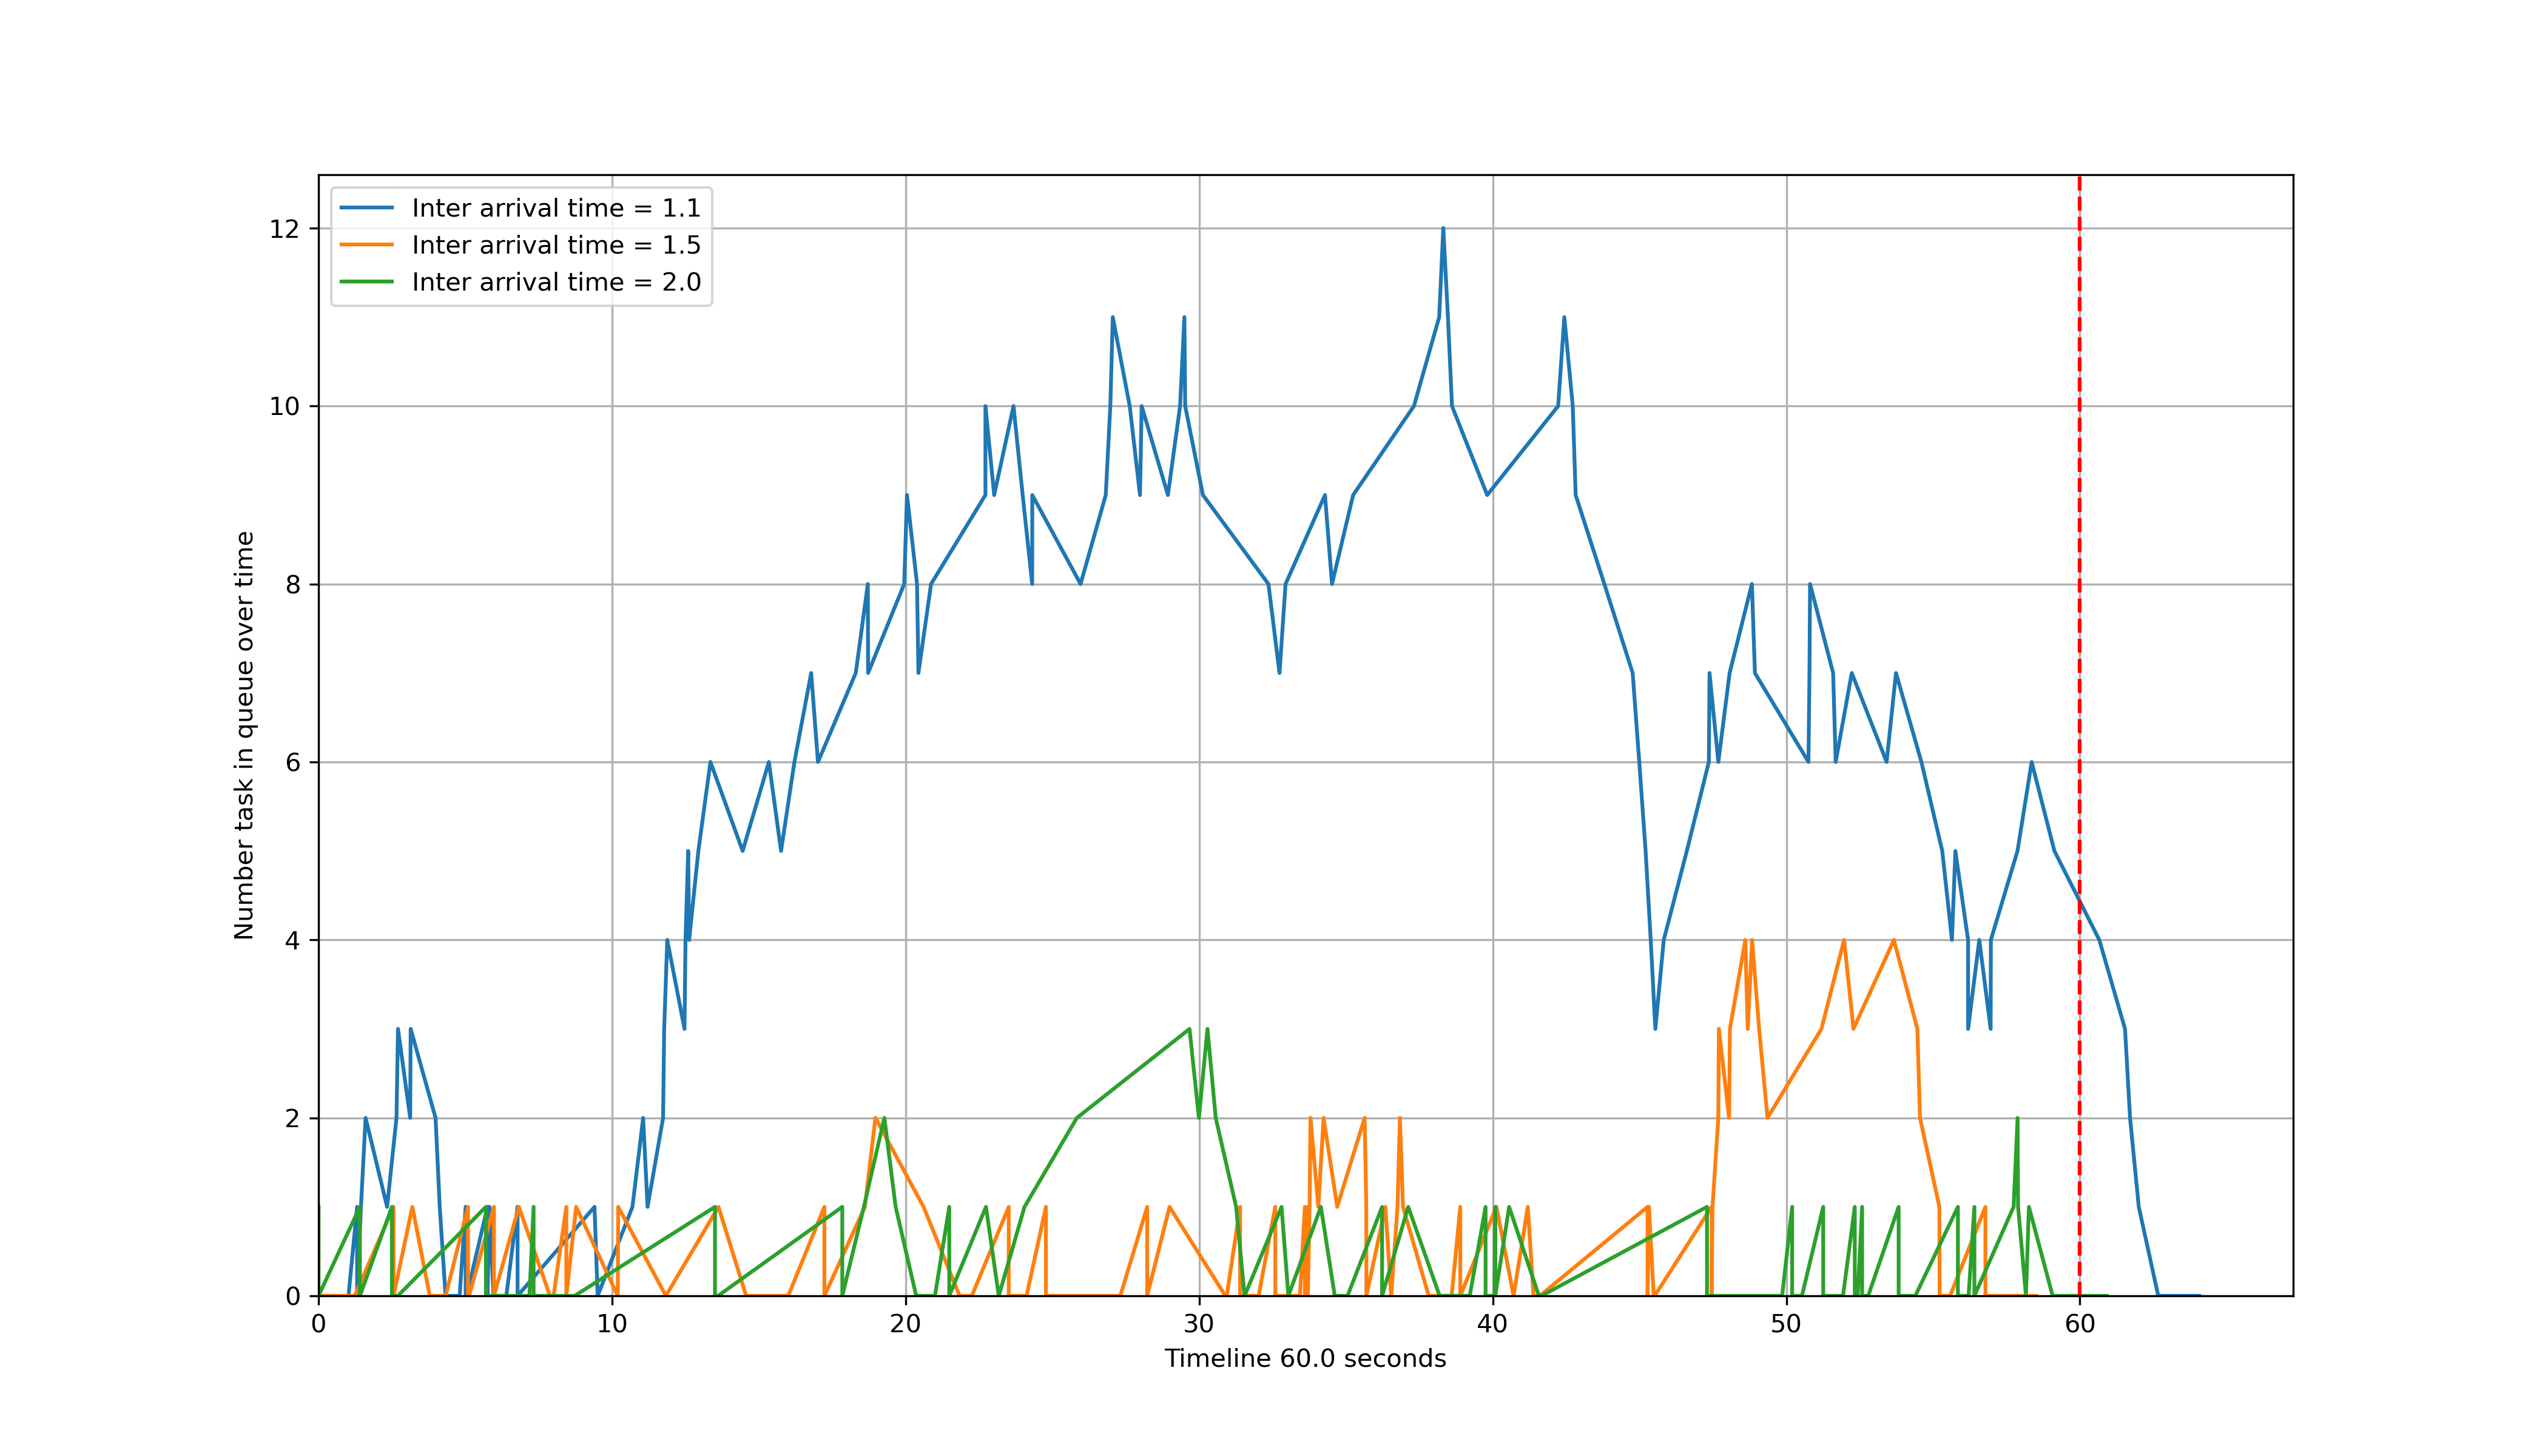 Inter arrival time = 1.1
Inter arrival time = 1.5
Inter arrival time = 2.0
12
10
8
6
4
2
0
Number task in queue over time
0 10 20 30 40 50 60
Timeline 60.0 seconds